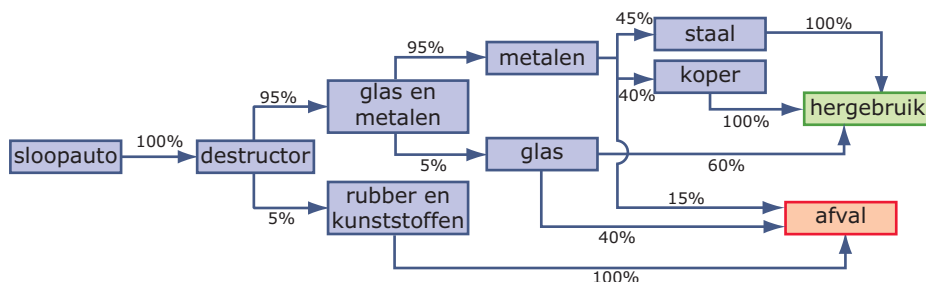 sloopauto
100%
destructor
95%
5%
glas en
metalen
rubber en
kunststoffen
95%
5%
metalen
glas
45%
40%
staal
koper
100%
100%
60%
15%
40%
100%
hergebruik
afval